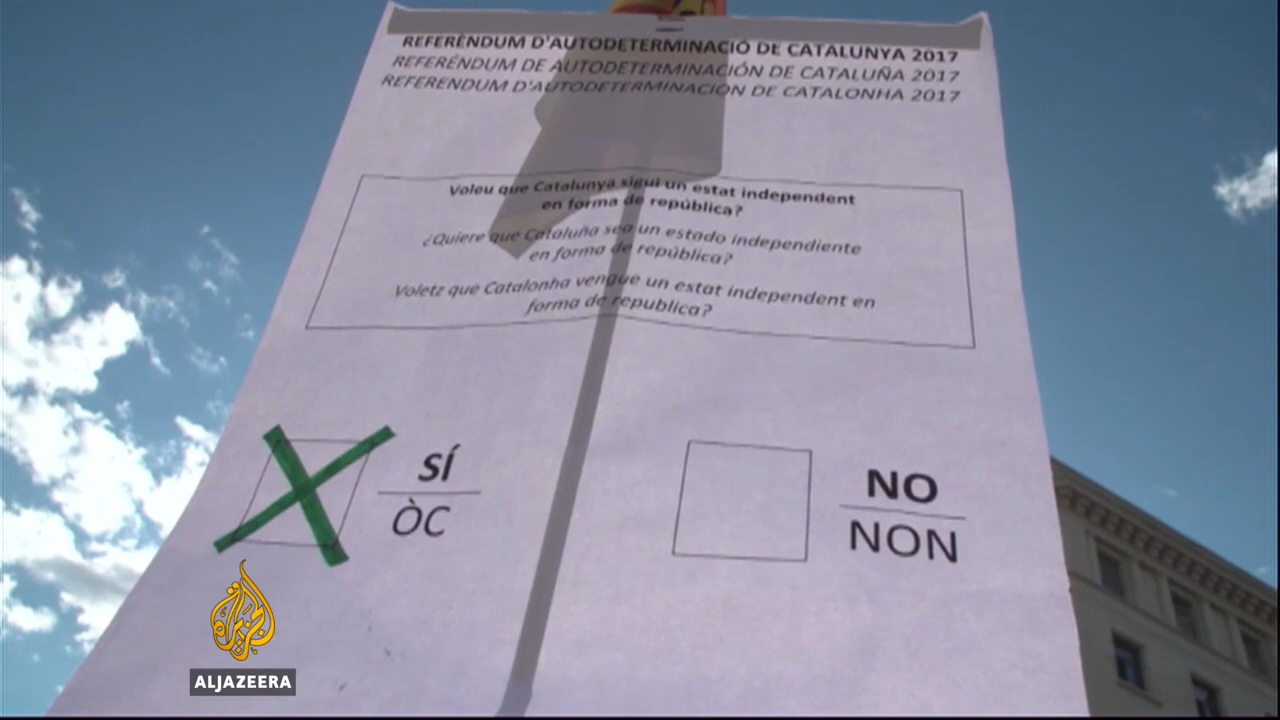 REFERÈNDUM D'AUTODETERMINACIÓ DE CATALUNYA 2017
REFERÉNDUM DE AUTODETERMINACIÓN DE CATALUÑA 2017
REFERENDUM D'AUTODETERMINACION DE CATALONHA 2017
Voleu que Catalunya sigui un estat independent
en forma de república?
¿Quiere que Cataluña sea un estado independiente
en forma de república?
Voletz que Catalonha vengue un estat independent en
forma de republica?
SÍ
ÒC
NO
NON
الجزيرة
ALJAZEERA